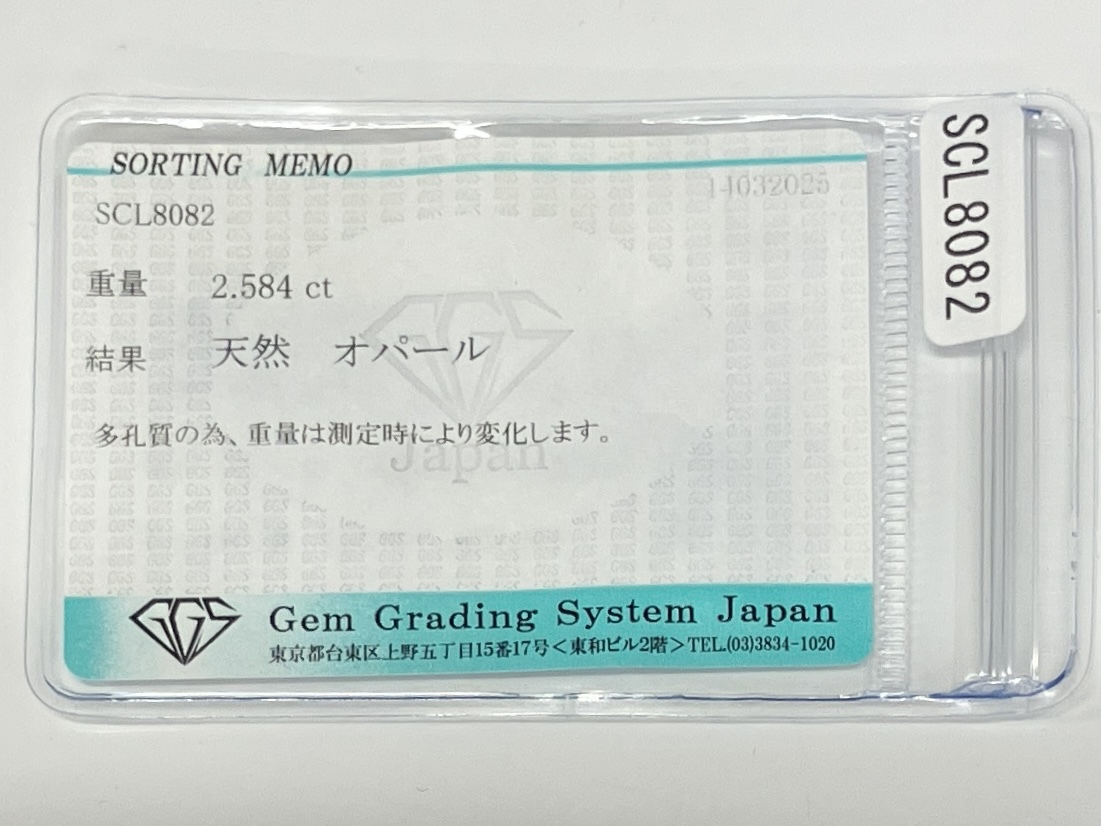 SORTING MEMO
14032025
SCL8082
SCL8082
重量 2.584 ct
結果 天然 オパール
多孔質の為、重量は測定時により変化します。
GGS
Japan
GGS
Gem Grading System Japan
東京都台東区上野五丁目15番17号＜東和ビル2階＞TEL.(03)3834-1020